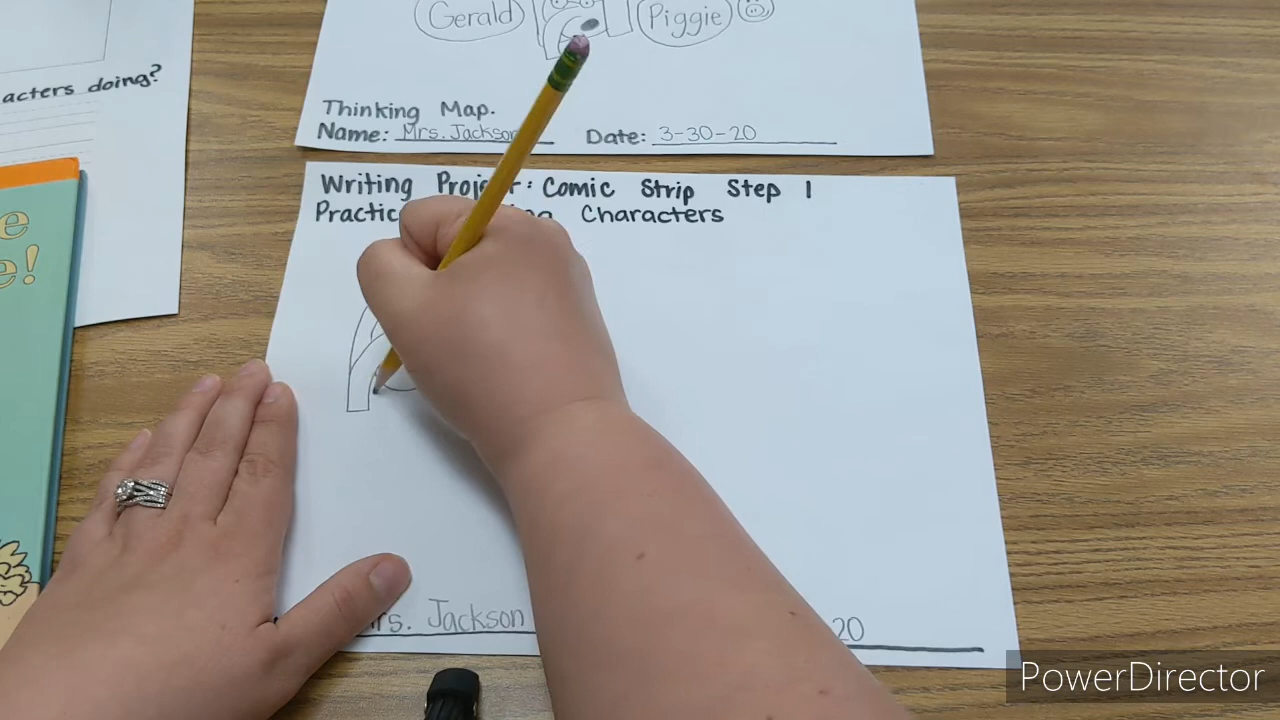 Gerald
Piggie
acters doing?
Thinking Map.
Name: Mrs. Jackson Date: 3-30-20
e
e!
Writing Project: Comic Strip Step 1
Practic Characters
rs. Jackson
20
PowerDirector